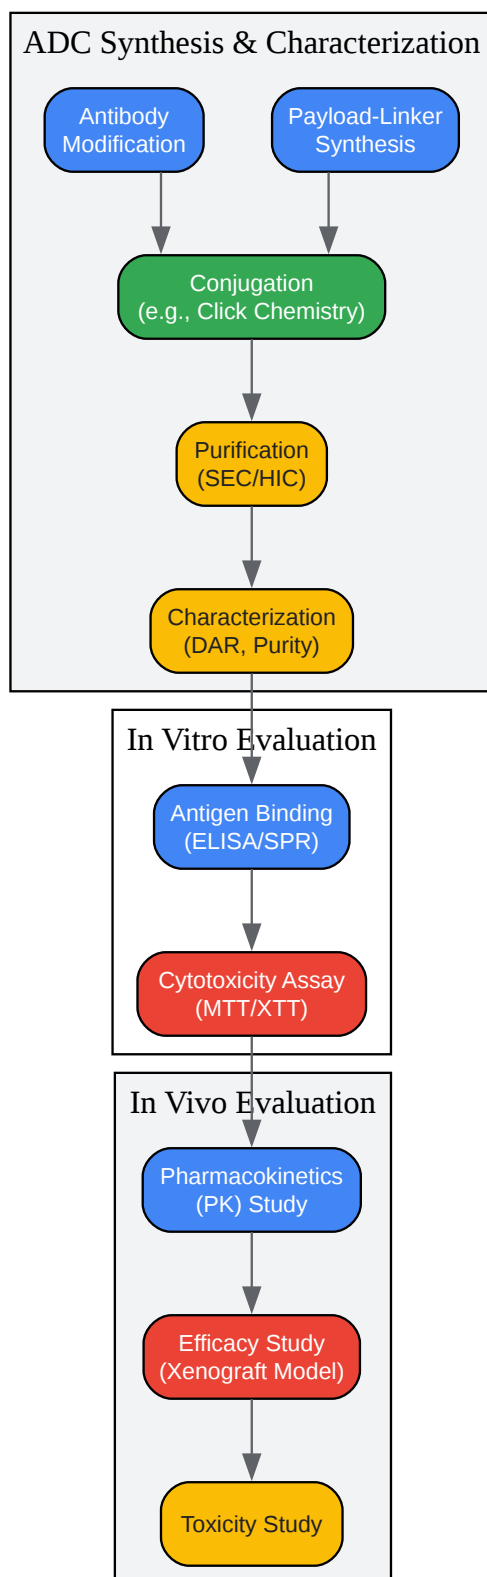 ADC Synthesis & Characterization
Antibody
Modification
Payload-Linker
Synthesis
Conjugation
(e.g., Click Chemistry)
Purification
(SEC/HIC)
Characterization
(DAR, Purity)
In Vitro Evaluation
Antigen Binding
(ELISA/SPR)
Cytotoxicity Assay
(MTT/XTT)
In Vivo Evaluation
Pharmacokinetics
(PK) Study
Efficacy Study
(Xenograft Model)
Toxicity Study